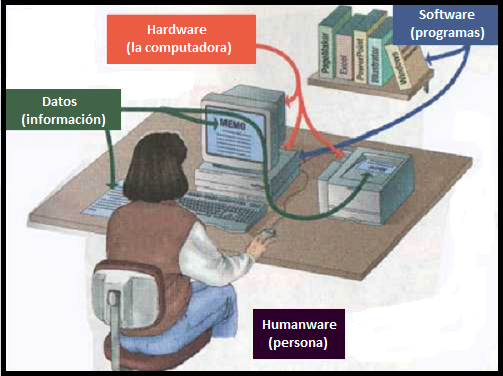 Hardware
(la computadora)
Software
(programas)
PageMaker
Excel
PowerPoint
Illustrator
Windows
Datos
(información)
MEMO
Humanware
(persona)